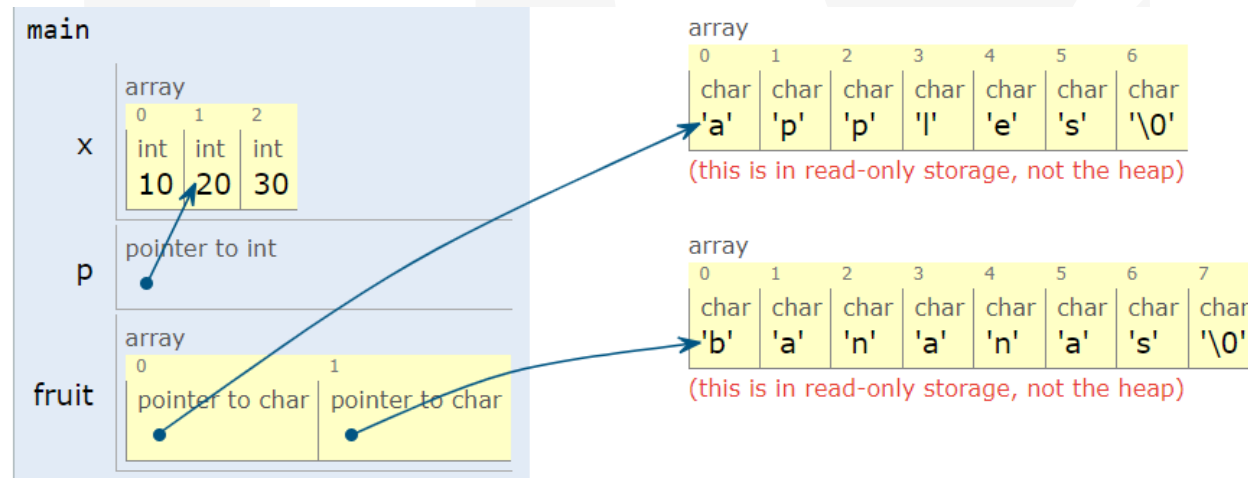 main
x
array
0 1 2
int int int
10 20 30
p
pointer to int
fruit
array
0 1
pointer to char pointer to char
array
0 1 2 3 4 5 6
char char char char char char char
'a' 'p' 'p' 'l' 'e' 's' '\0'
(this is in read-only storage, not the heap)
array
0 1 2 3 4 5 6 7
char char char char char char char char
'b' 'a' 'n' 'a' 'n' 'a' 's' '\0'
(this is in read-only storage, not the heap)